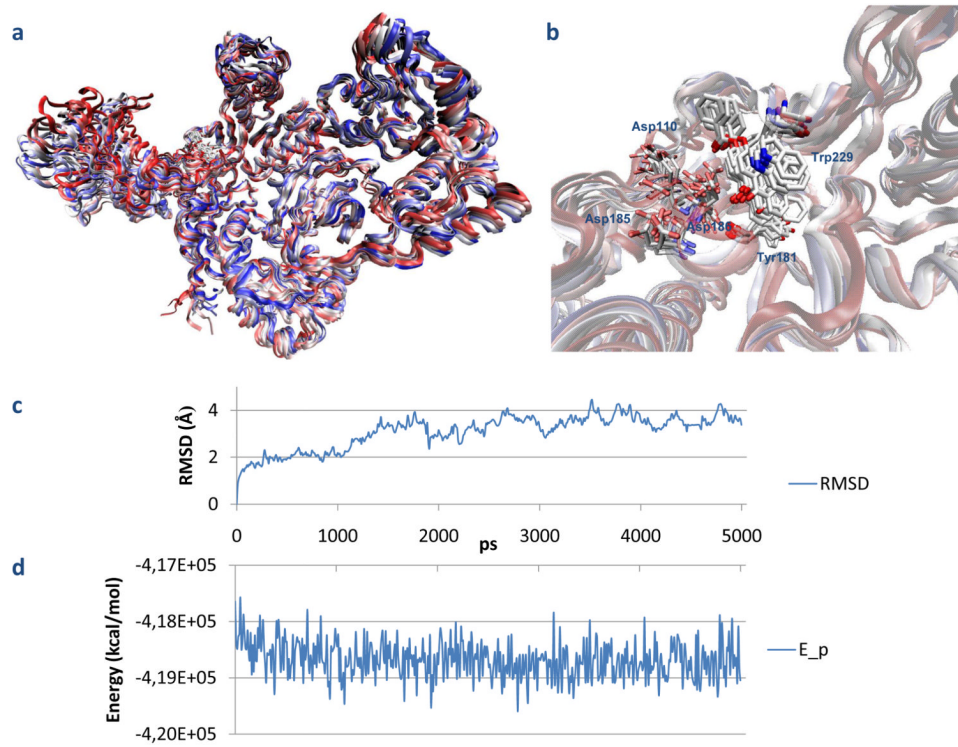 a
b
Asp110
Trp229
Asp185
Asp186
Tyr181
c
RMSD (Å)
4
2
0
0
1000
2000
3000
4000
5000
ps
RMSD
d
Energy (kcal/mol)
-4,17E+05
-4,18E+05
-4,19E+05
-4,20E+05
E_p